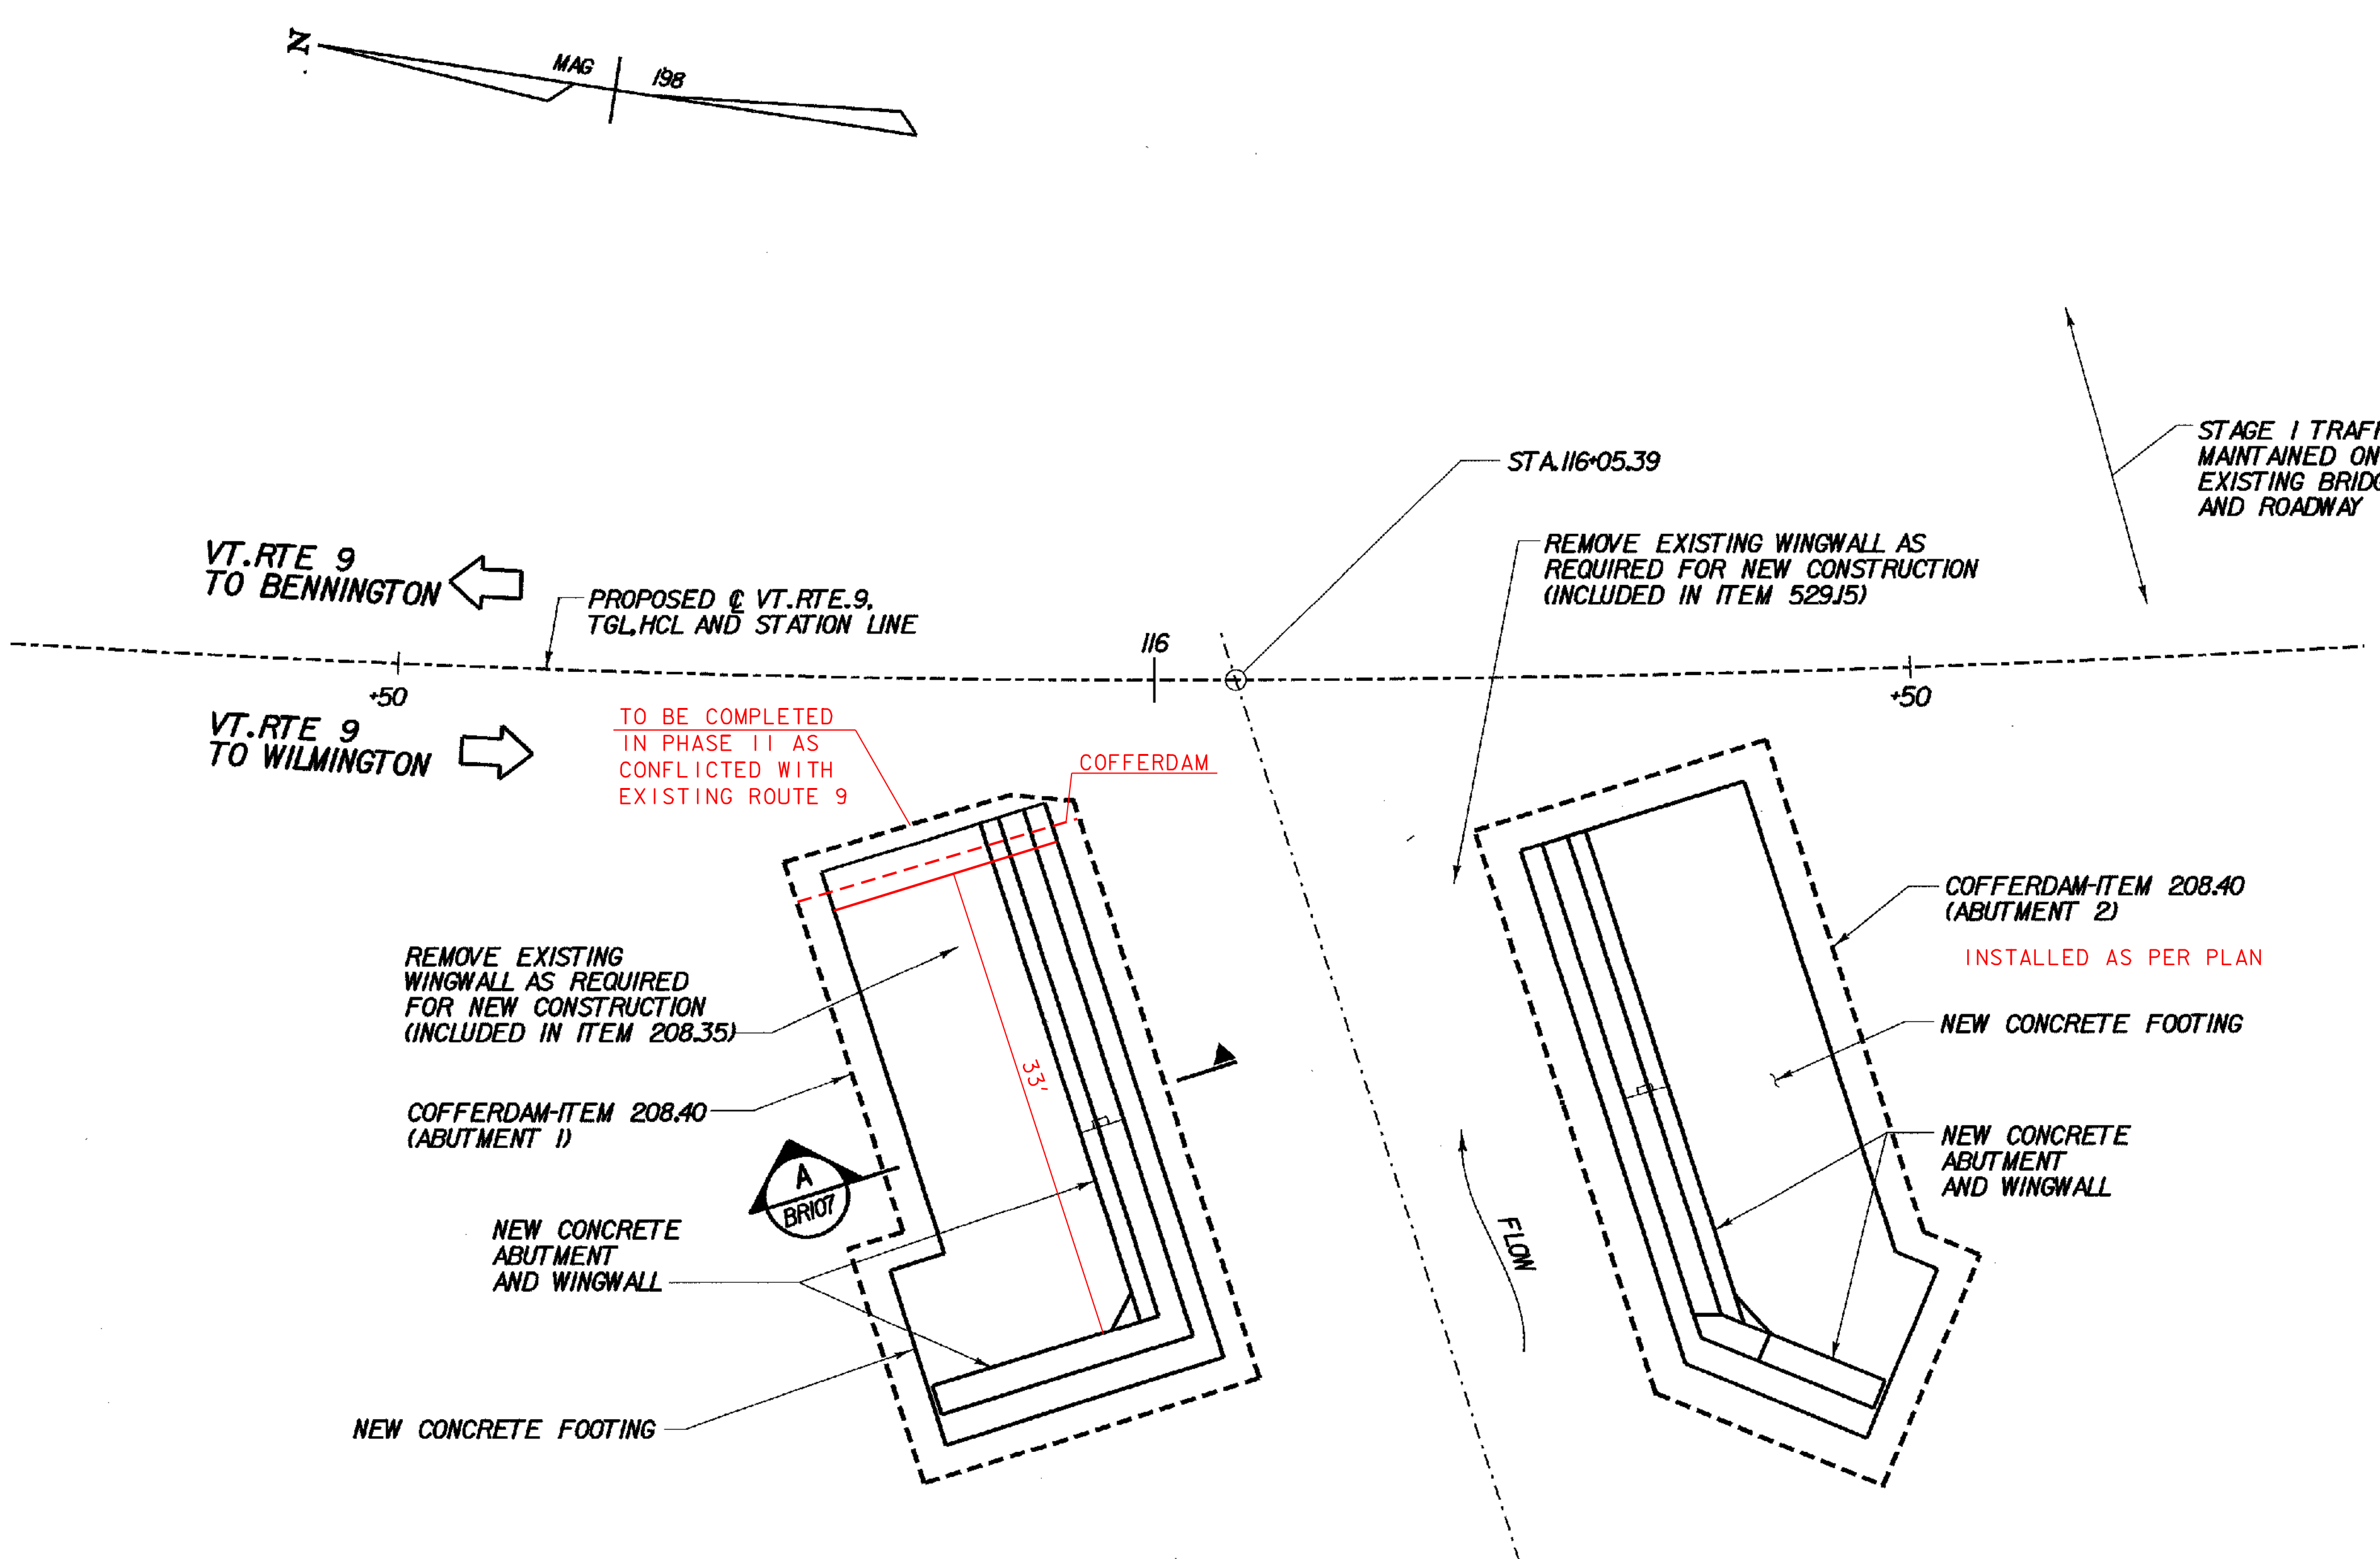 N
MAG 198
STA.116+05.39
STAGE 1
MAINTAINED ON
EXISTING
AND ROADWAY
REMOVE EXISTING WINGWALL AS
REQUIRED FOR NEW CONSTRUCTION
(INCLUDED IN ITEM 529.15)
VT.RTE 9
TO BENNINGTON
PROPOSED ℄ VT.RTE.9,
TGL,HCL AND STATION LINE
116
+50
+50
VT.RTE 9
TO WILMINGTON
TO BE COMPLETED
IN PHASE II AS
CONFLICTED WITH
EXISTING ROUTE 9
COFFERDAM
COFFERDAM-ITEM 208.40
(ABUTMENT 2)
INSTALLED AS PER PLAN
REMOVE EXISTING
WINGWALL AS REQUIRED
FOR NEW CONSTRUCTION
(INCLUDED IN ITEM 208.35)
NEW CONCRETE FOOTING
33'
COFFERDAM-ITEM 208.40
(ABUTMENT 1)
NEW CONCRETE
ABUTMENT
AND WINGWALL
A
BR107
FLOW
NEW CONCRETE
ABUTMENT
AND WINGWALL
NEW CONCRETE FOOTING